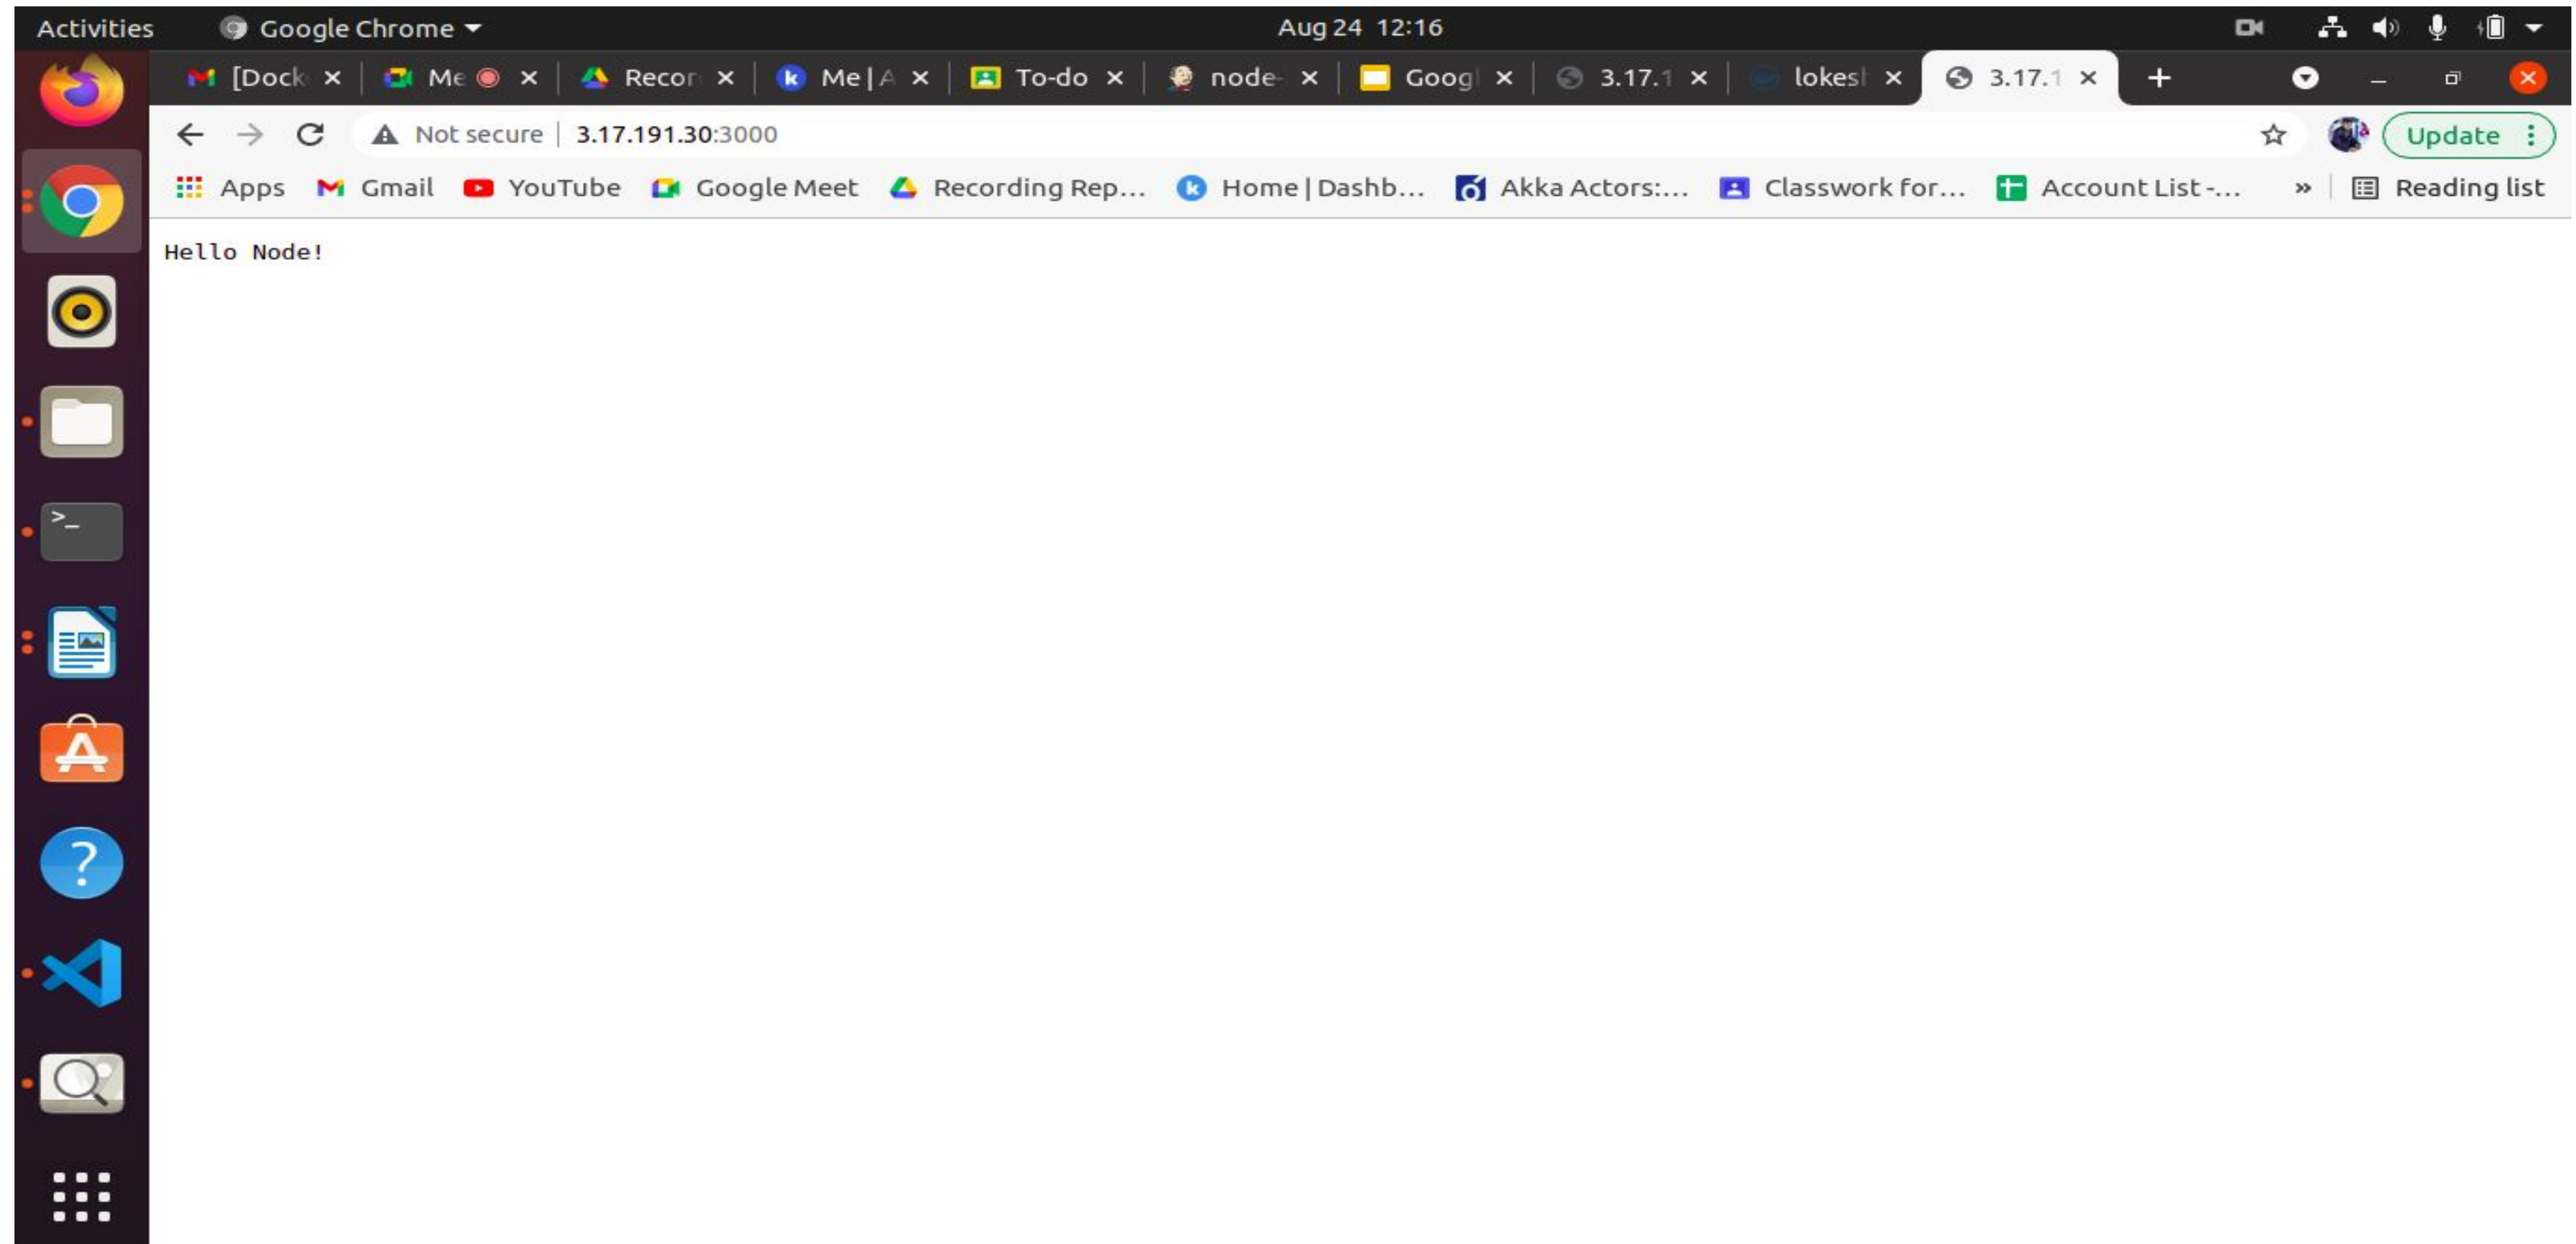 Activities Google Chrome Aug 24 12:16
[Dock Me Recor Me | A To-do node- Goog 3.17.1 lokesh 3.17.1
Not secure 3.17.191.30:3000 Update
Apps Gmail YouTube Google Meet Recording Rep... Home | Dashb... Akka Actors:... Classwork for... Account List -... » Reading list
Hello Node!